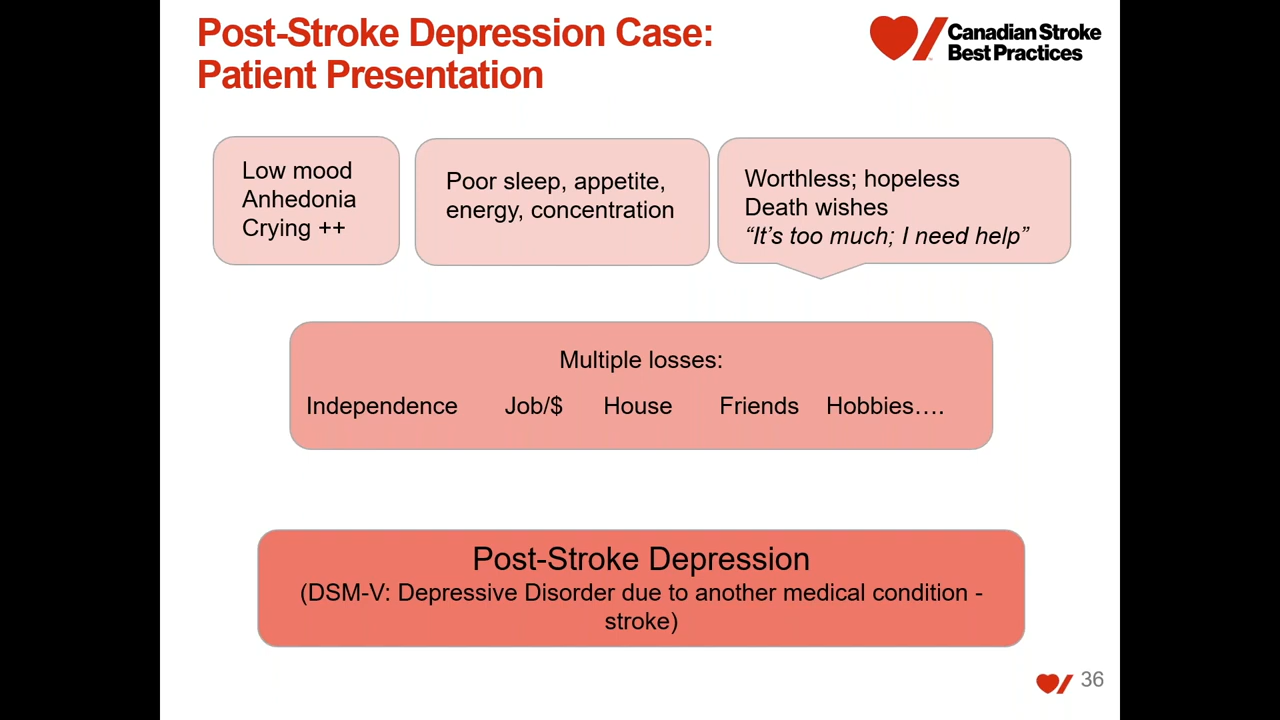 Post-Stroke Depression Case:
Patient Presentation
Canadian Stroke
Best Practices
Low mood
Anhedonia
Crying ++
Poor sleep, appetite,
energy, concentration
Worthless; hopeless
Death wishes
“It’s too much; I need help”
Multiple losses:
Independence Job/$ House Friends Hobbies….
Post-Stroke Depression
(DSM-V: Depressive Disorder due to another medical condition -
stroke)
36